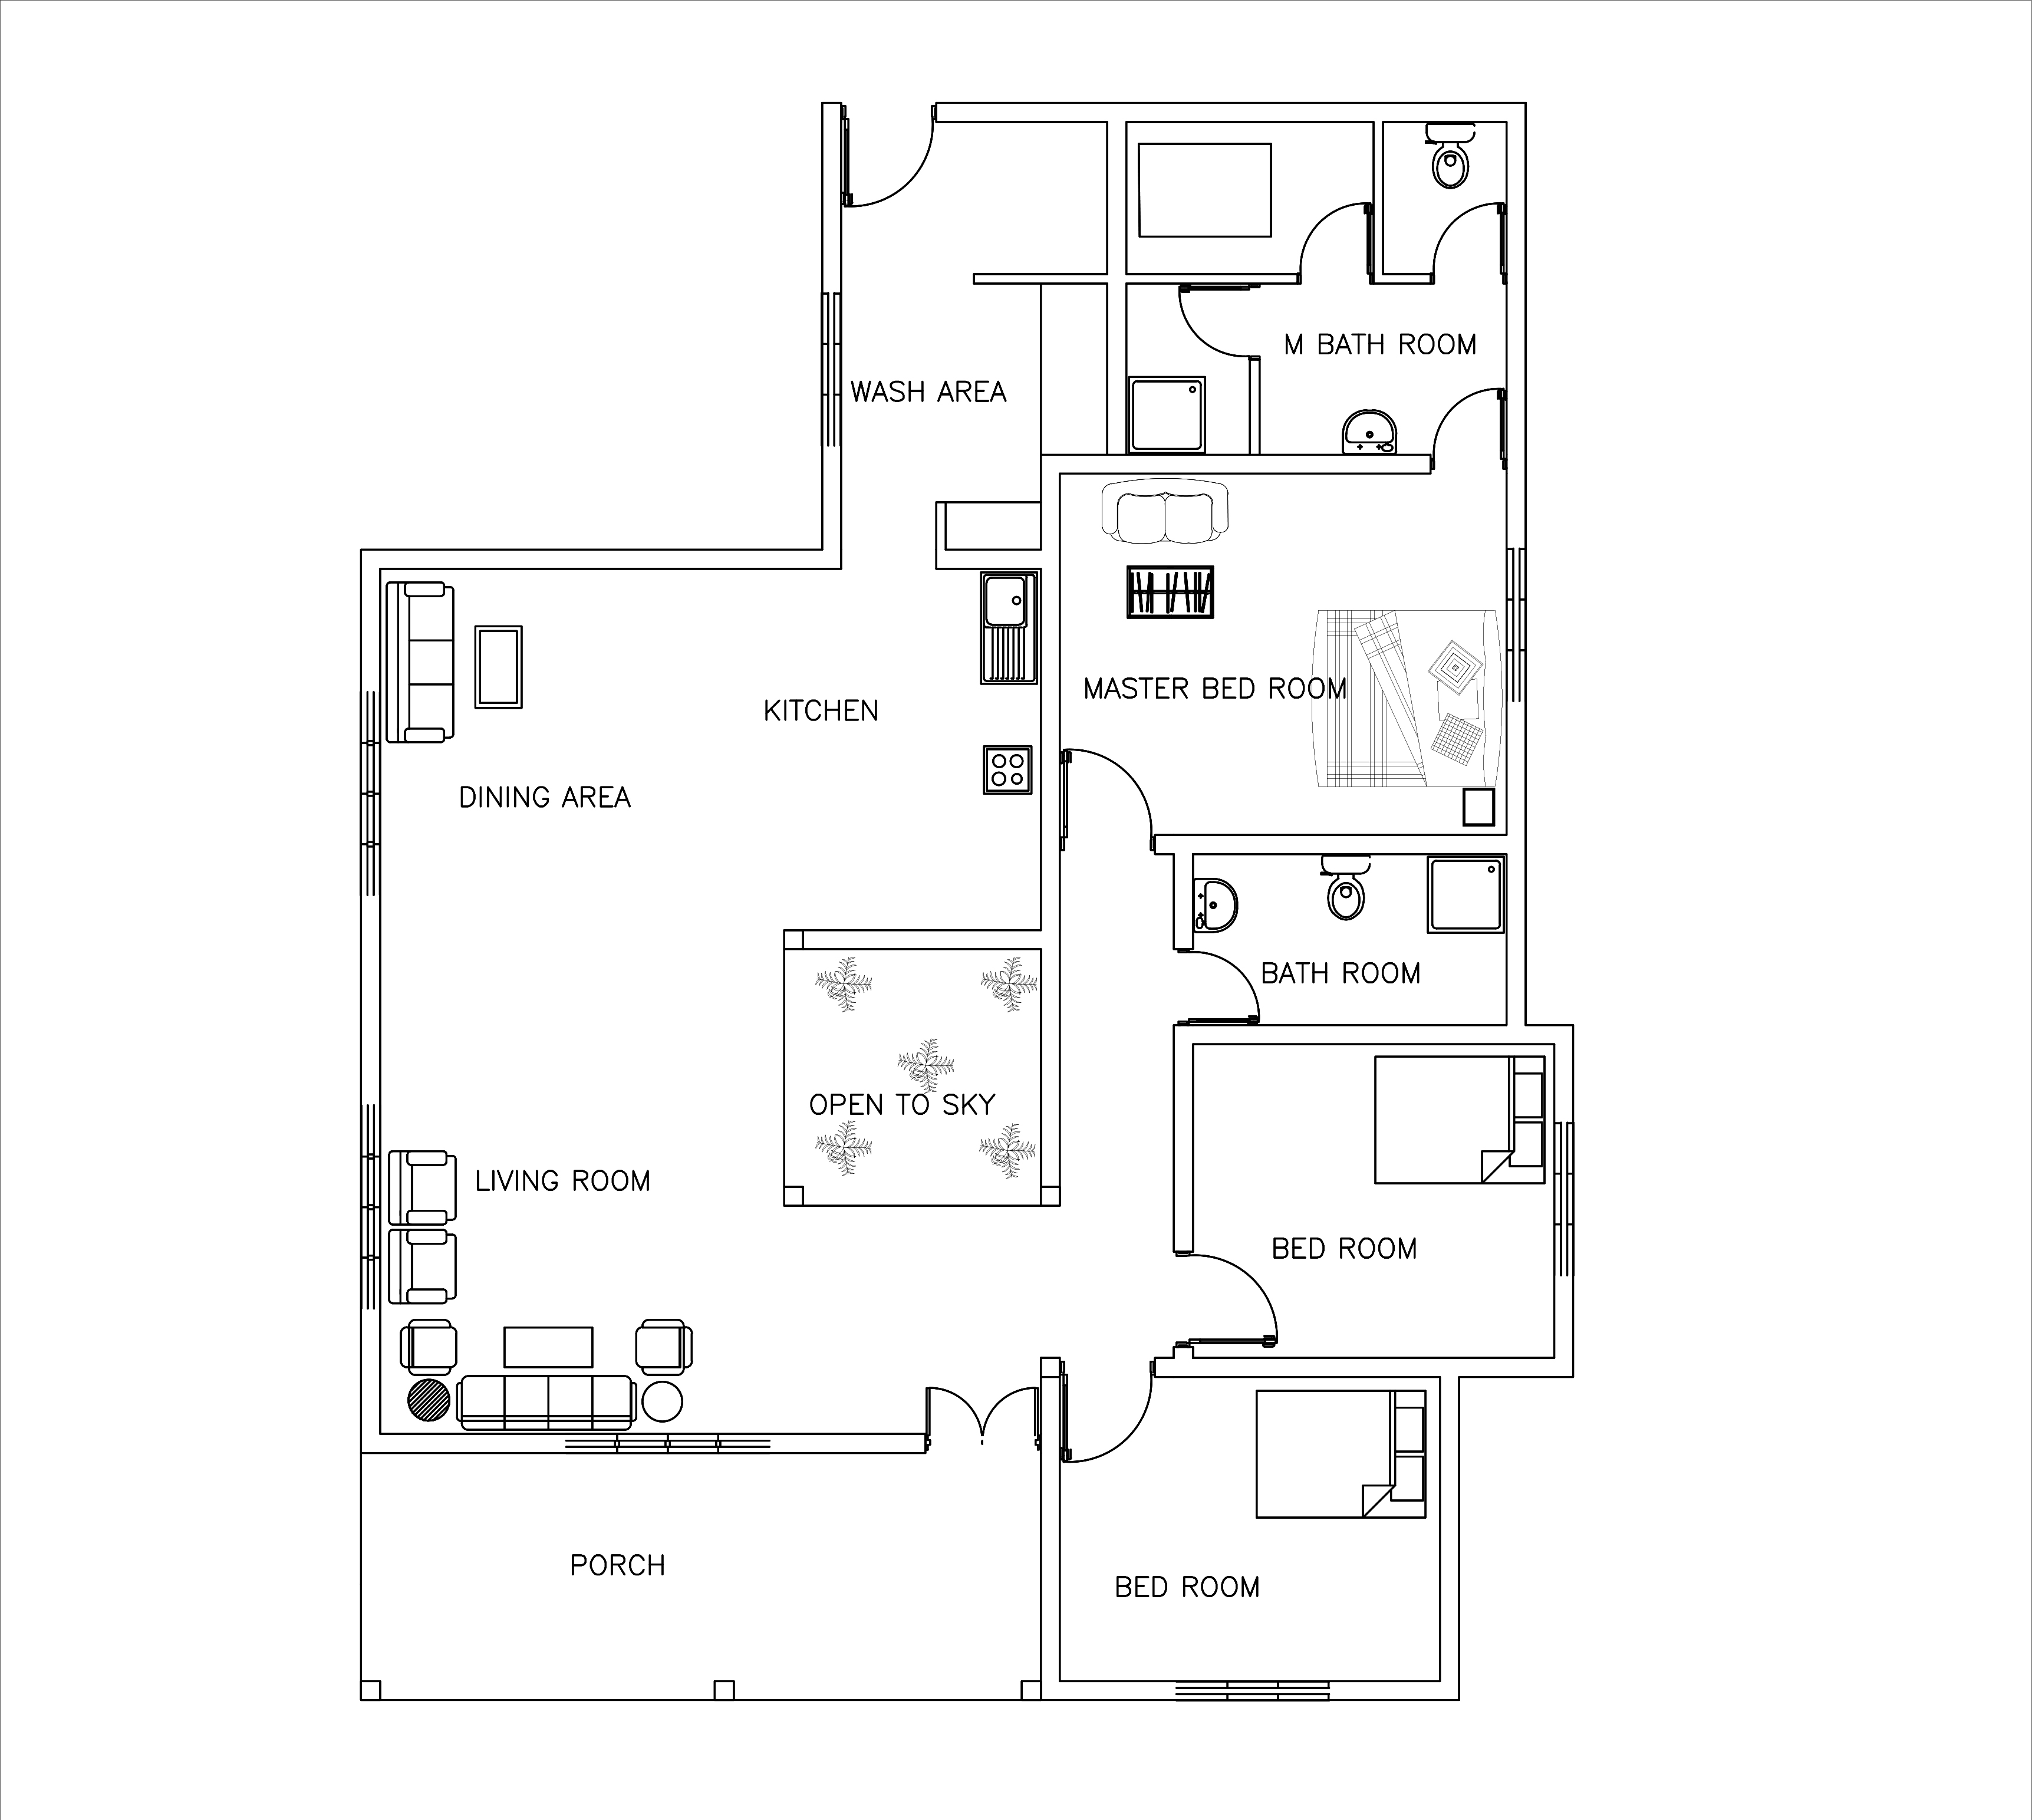 M BATH ROOM
WASH AREA
MASTER BED ROOM
KITCHEN
DINING AREA
BATH ROOM
OPEN TO SKY
LIVING ROOM
BED ROOM
PORCH
BED ROOM